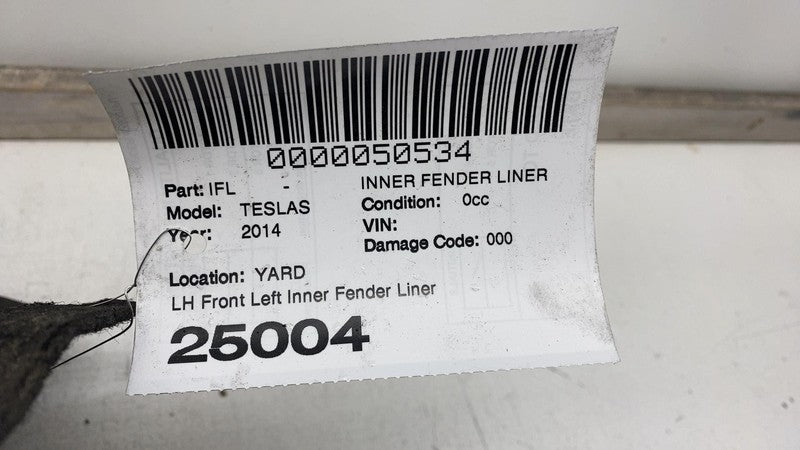 0000050534
Part: IFL - INNER FENDER LINER
Model: TESLAS Condition: 0cc
Year: 2014 VIN:
Damage Code: 000
Location: YARD
LH Front Left Inner Fender Liner
25004